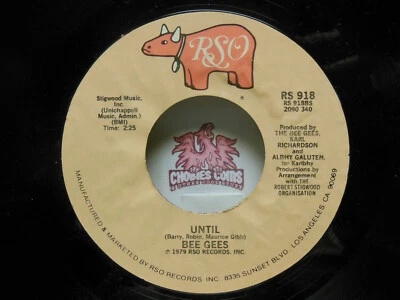 RSO
Stigwood Music,
Inc.
(Unichappell
Music, Admin.)
(BMI)
Time: 2:25
RS 918
RS 918BS
2090 340
Produced by
THE BEE GEES,
KARL
RICHARDSON
and
ALBHY GALUTEN,
for Karlbhy
Productions by
Arrangement
with THE
ROBERT STIGWOOD
ORGANISATION
UNTIL
(Barry, Robin, Maurice Gibb)
BEE GEES
℗ 1979 RSO RECORDS, INC.
MANUFACTURED & MARKETED BY RSO RECORDS INC. 8335 SUNSET BLVD. LOS ANGELES, CA. 90069